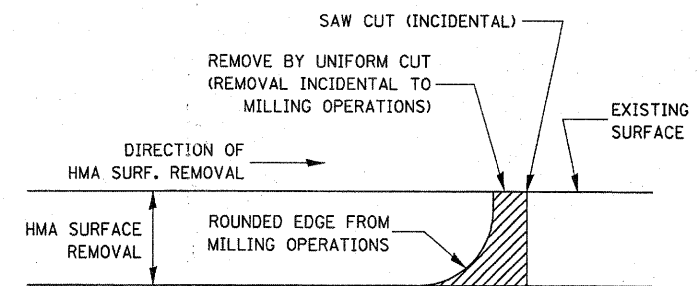 SAW CUT (INCIDENTAL)
REMOVE BY UNIFORM CUT
(REMOVAL INCIDENTAL TO
MILLING OPERATIONS)
EXISTING
SURFACE
DIRECTION OF
HMA SURF. REMOVAL
HMA SURFACE
REMOVAL
ROUNDED EDGE FROM
MILLING OPERATIONS